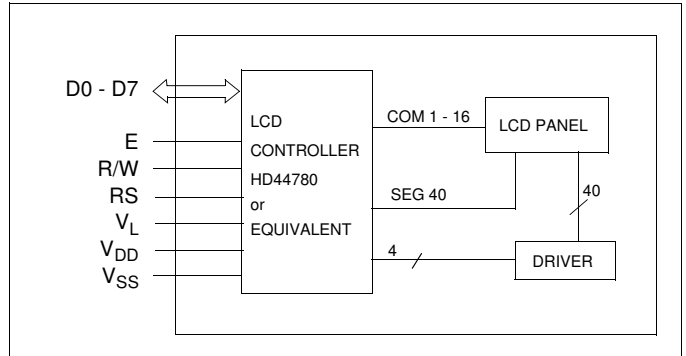 D0 - D7
E
R/W
RS
VL
VDD
VSS
LCD
CONTROLLER
HD44780
or
EQUIVALENT
COM 1 - 16
SEG 40
4
LCD PANEL
40
DRIVER